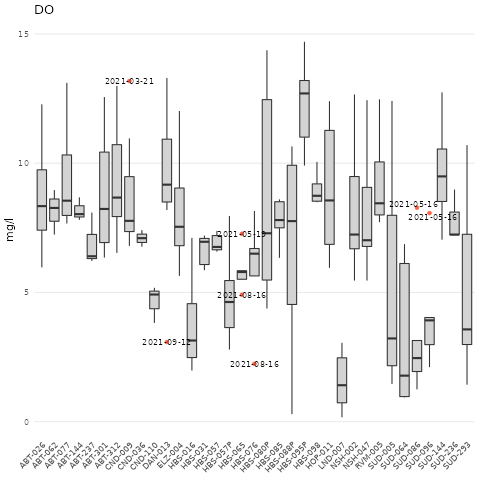 DO
15
10
5
0
mg/l
2021-03-21
2021-05-16
2021-05-16
2021-05-19
2021-08-16
2021-09-12
2021-08-16
ABT-026
ABT-062
ABT-077
ABT-144
ABT-237
ABT-301
ABT-312
CND-009
CND-036
CND-110
DAN-013
ELZ-004
HBS-016
HBS-031
HBS-057
HBS-057P
HBS-065
HBS-076
HBS-080P
HBS-085
HBS-088P
HBS-095P
HBS-098
HOP-011
LND-007
NSH-002
NSH-047
RVM-005
SUD-005
SUD-064
SUD-086
SUD-096
SUD-144
SUD-236
SUD-293